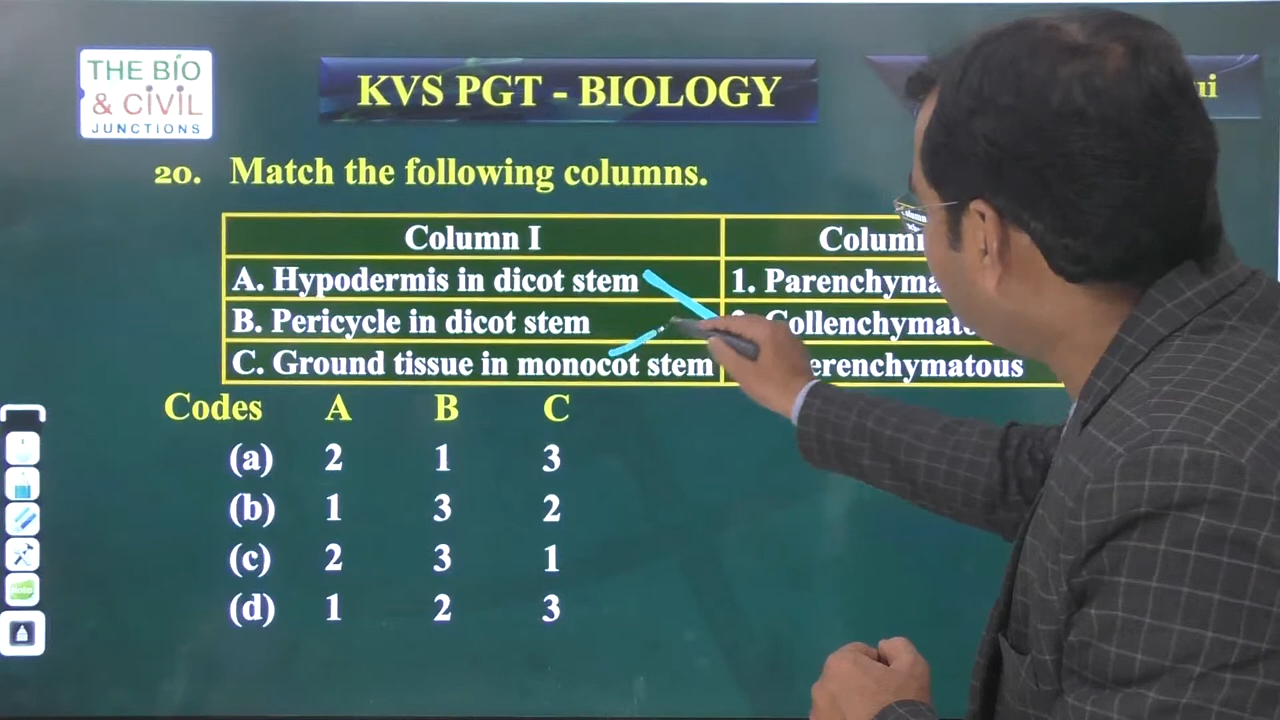 THE BIO
& CIVIL
JUNCTIONS
KVS PGT - BIOLOGY
20. Match the following columns.
Column I
A. Hypodermis in dicot stem
1.
B. Pericycle in dicot stem
C. Ground tissue in monocot stem
Codes A B C
(a) 2 1 3
(b) 1 3 2
(c) 2 3 1
(d) 1 2 3